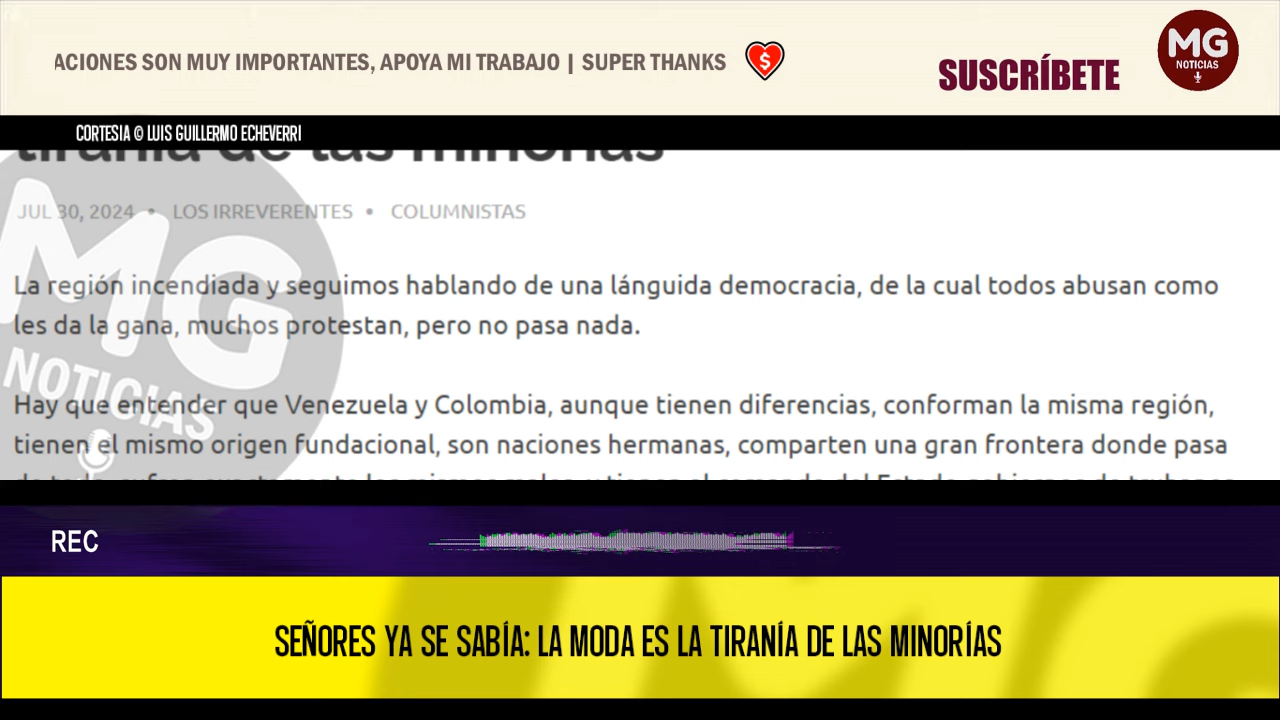 ACIONES SON MUY IMPORTANTES, APOYA MI TRABAJO | SUPER THANKS
SUSCRÍBETE
MG
NOTICIAS
CORTESIA © LUIS GUILLERMO ECHEVERRI
tiranía de las minorías
JUL 30, 2024 • LOS IRREVERENTES • COLUMNISTAS
La región incendiada y seguimos hablando de una lánguida democracia, de la cual todos abusan como
les da la gana, muchos protestan, pero no pasa nada.
Hay que entender que Venezuela y Colombia, aunque tienen diferencias, conforman la misma región,
tienen el mismo origen fundacional, son naciones hermanas, comparten una gran frontera donde pasa
MG
NOTICIAS
REC
SEÑORES YA SE SABÍA: LA MODA ES LA TIRANÍA DE LAS MINORÍAS